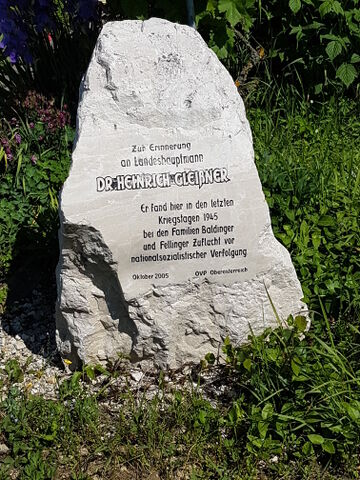 Zur Erinnerung
an Landeshauptmann
DR·HEINRICH·GLEIẞNER
Er fand hier in den letzten
Kriegstagen 1945
bei den Familien Baldinger
und Fellinger Zuflucht vor
nationalsozialistischer Verfolgung
Oktober 2005 ÖVP Oberösterreich